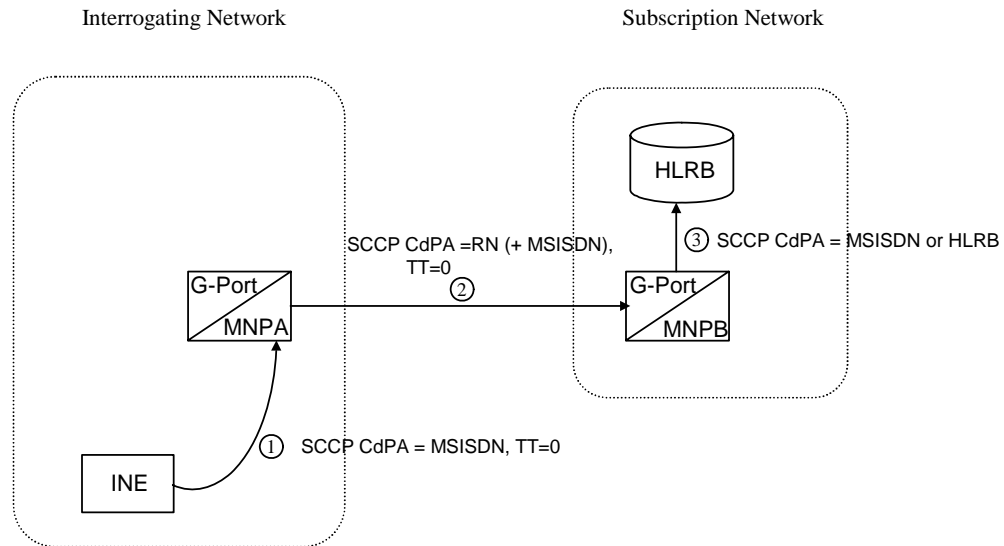 Interrogating Network
Subscription Network
HLRB
SCCP CdPA =RN (+ MSISDN),
TT=0
2
3 SCCP CdPA = MSISDN or HLRB
G-Port
MNPA
G-Port
MNPB
1 SCCP CdPA = MSISDN, TT=0
INE